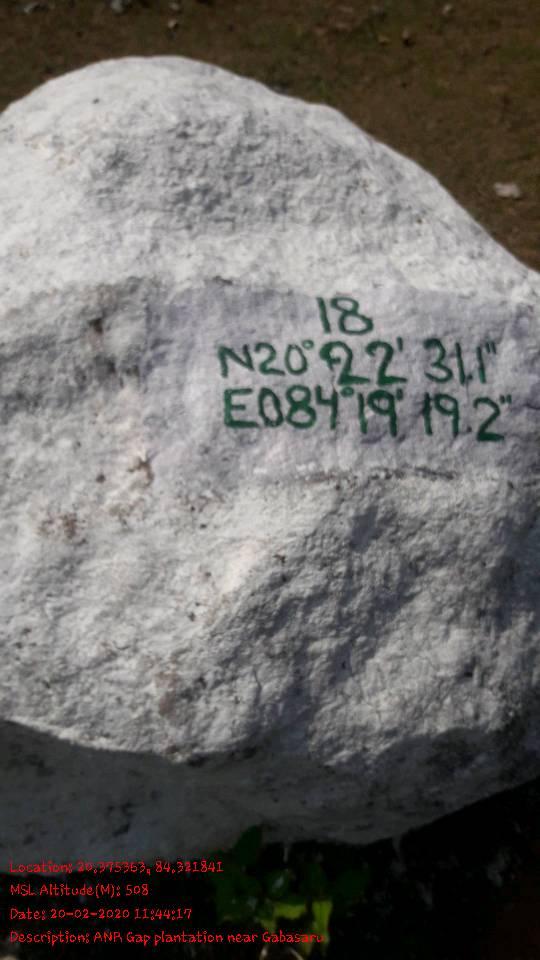 18
N20°22' 31.1"
E084°19' 19.2"
Location: 20.375363, 84.321841
MSL Altitude(M): 508
Date: 20-02-2020 11:44:17
Description: ANR Gap plantation near Gabasaru